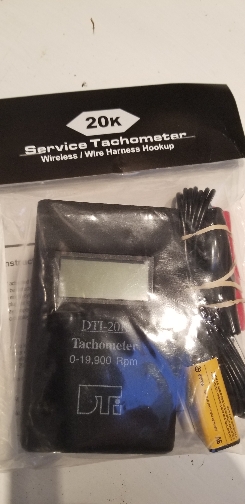 20K
Service Tachometer
Wireless / Wire Harness Hookup
DTI-20K
Tachometer
0-19,900 Rpm
DTI